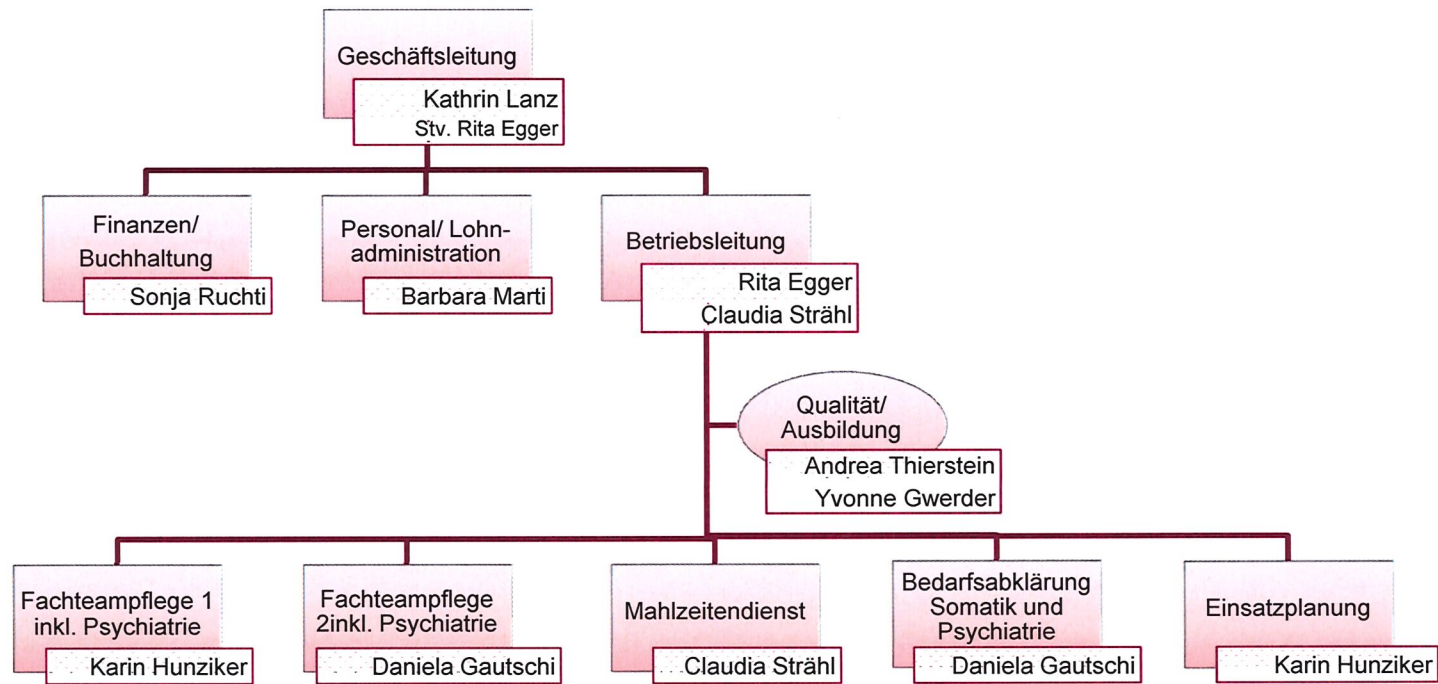 Geschäftsleitung
Kathrin Lanz
Stv. Rita Egger
Finanzen/
Buchhaltung
Sonja Ruchti
Personal/ Lohn-
administration
Barbara Marti
Betriebsleitung
Rita Egger
Claudia Strähl
Qualität/
Ausbildung
Andrea Thierstein
Yvonne Gwerder
Fachteampflege 1
inkl. Psychiatrie
Karin Hunziker
Fachteampflege
2inkl. Psychiatrie
Daniela Gautschi
Mahlzeitendienst
Claudia Strähl
Bedarfsabklärung
Somatik und
Psychiatrie
Daniela Gautschi
Einsatzplanung
Karin Hunziker